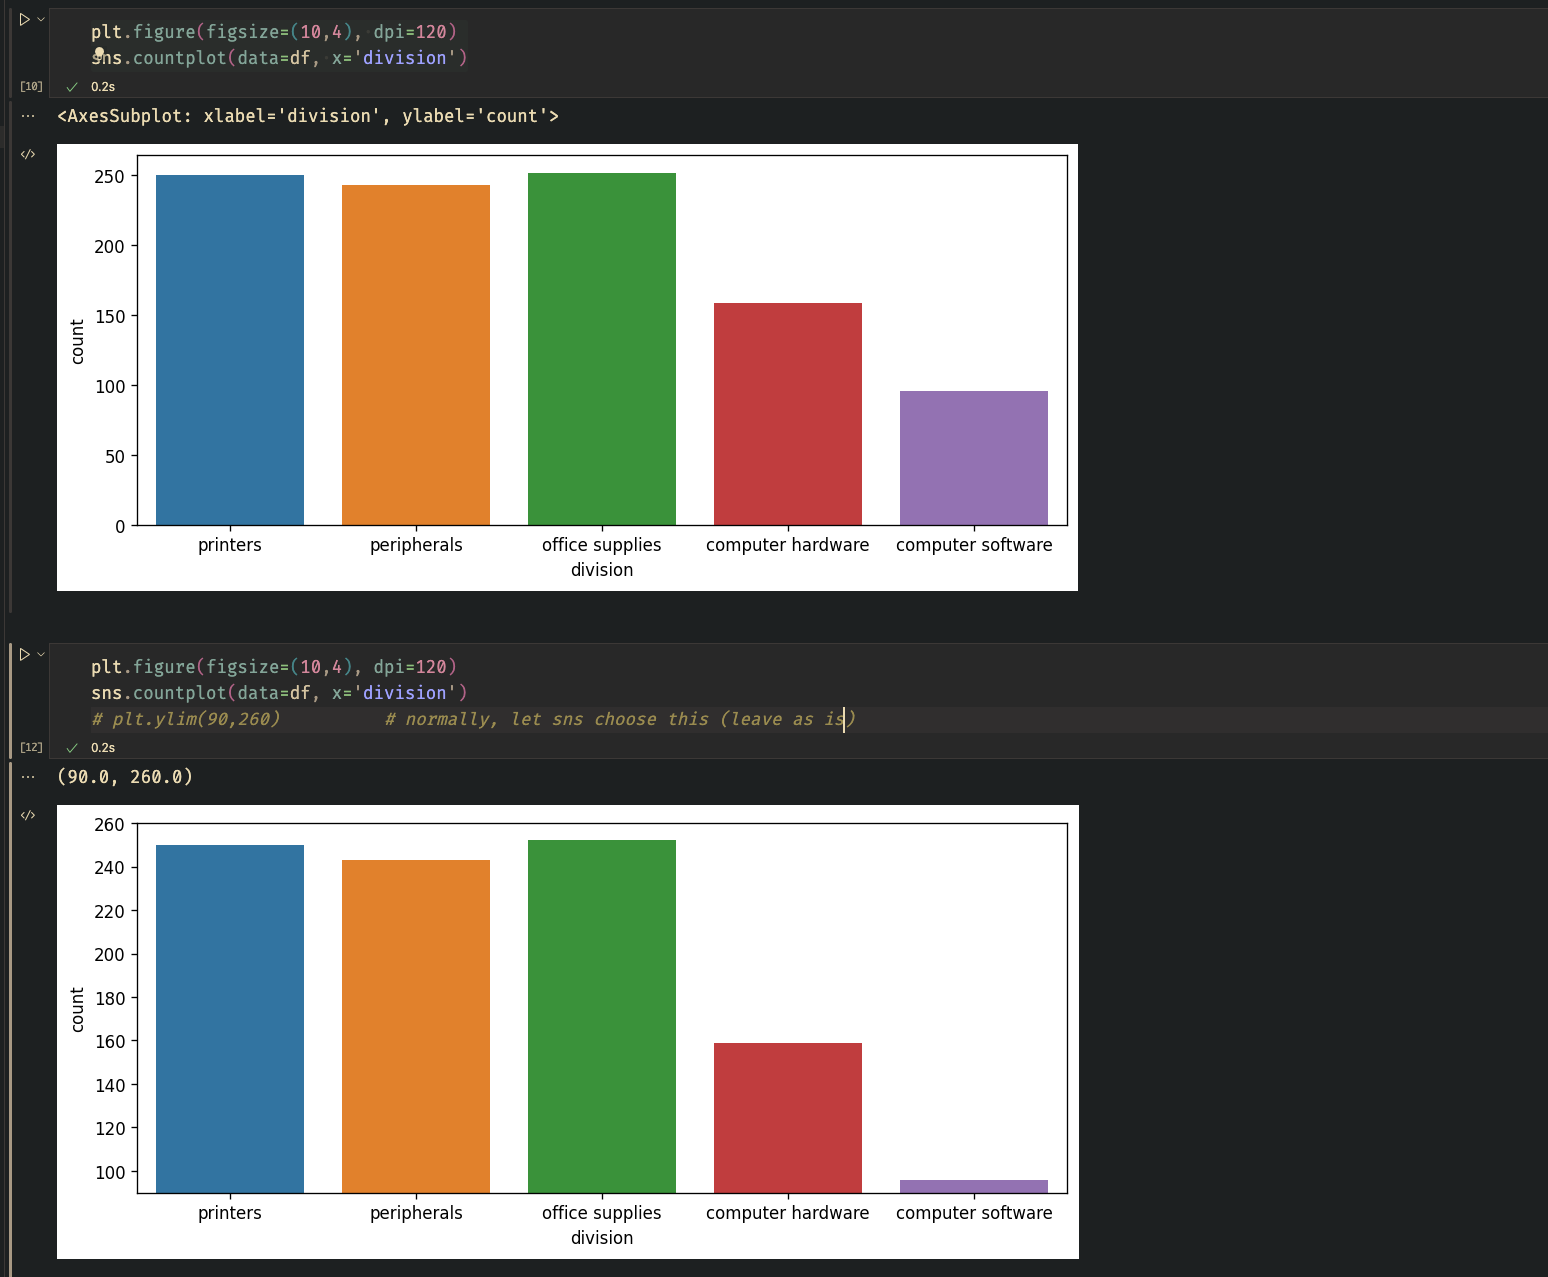 plt.figure(figsize=(10,4), dpi=120)
sns.countplot(data=df, x='division')
[10]
0.2s
<AxesSubplot: xlabel='division', ylabel='count'>
250
200
150
100
50
0
count
printers peripherals office supplies computer hardware computer software
division
plt.figure(figsize=(10,4), dpi=120)
sns.countplot(data=df, x='division')
# plt.ylim(90,260)          # normally, let sns choose this (leave as is)
[12]
0.2s
(90.0, 260.0)
260
240
220
200
180
160
140
120
100
count
printers peripherals office supplies computer hardware computer software
division